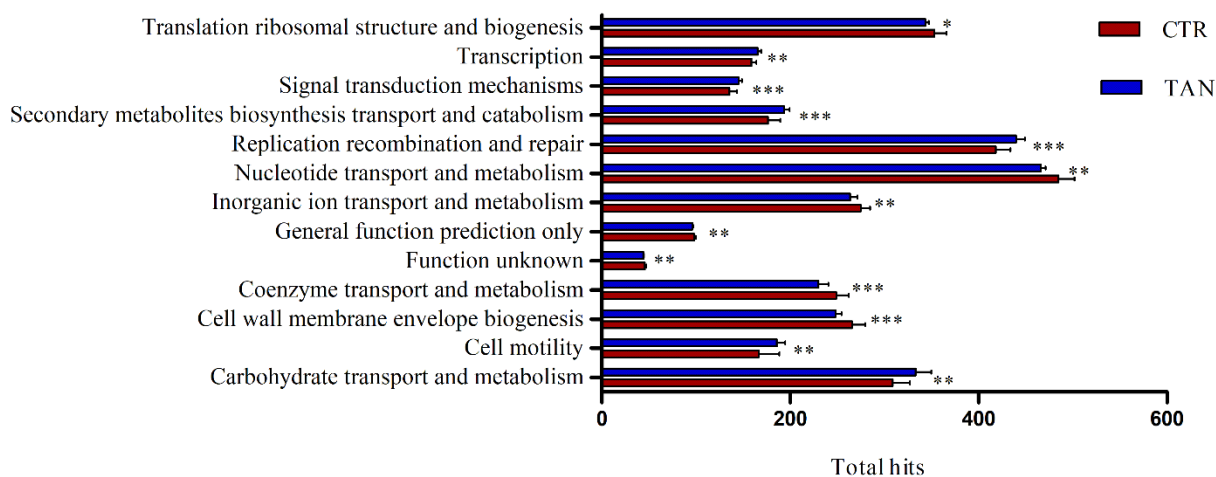 Translation ribosomal structure and biogenesis
*
CTR
Transcription
**
Signal transduction mechanisms
***
TAN
Secondary metabolites biosynthesis transport and catabolism
***
Replication recombination and repair
***
Nucleotide transport and metabolism
**
Inorganic ion transport and metabolism
**
General function prediction only
**
Function unknown
**
Coenzyme transport and metabolism
***
Cell wall membrane envelope biogenesis
***
Cell motility
**
Carbohydrate transport and metabolism
**
0 200 400 600
Total hits